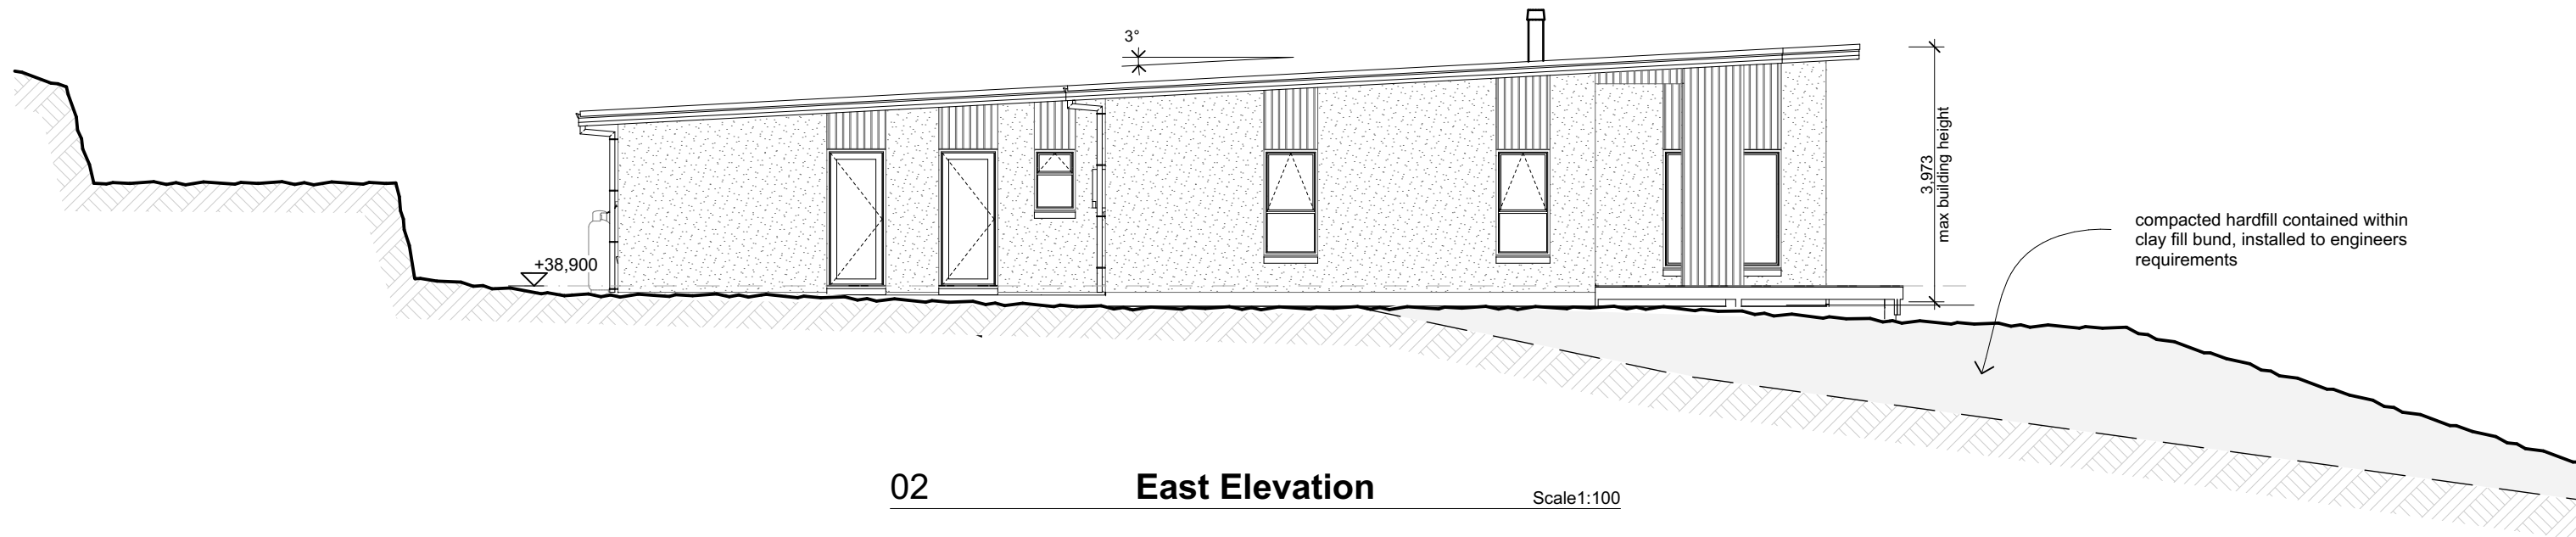 3°
+38,900
3,973
max building height
compacted hardfill contained within
clay fill bund, installed to engineers
requirements
02 East Elevation Scale1:100